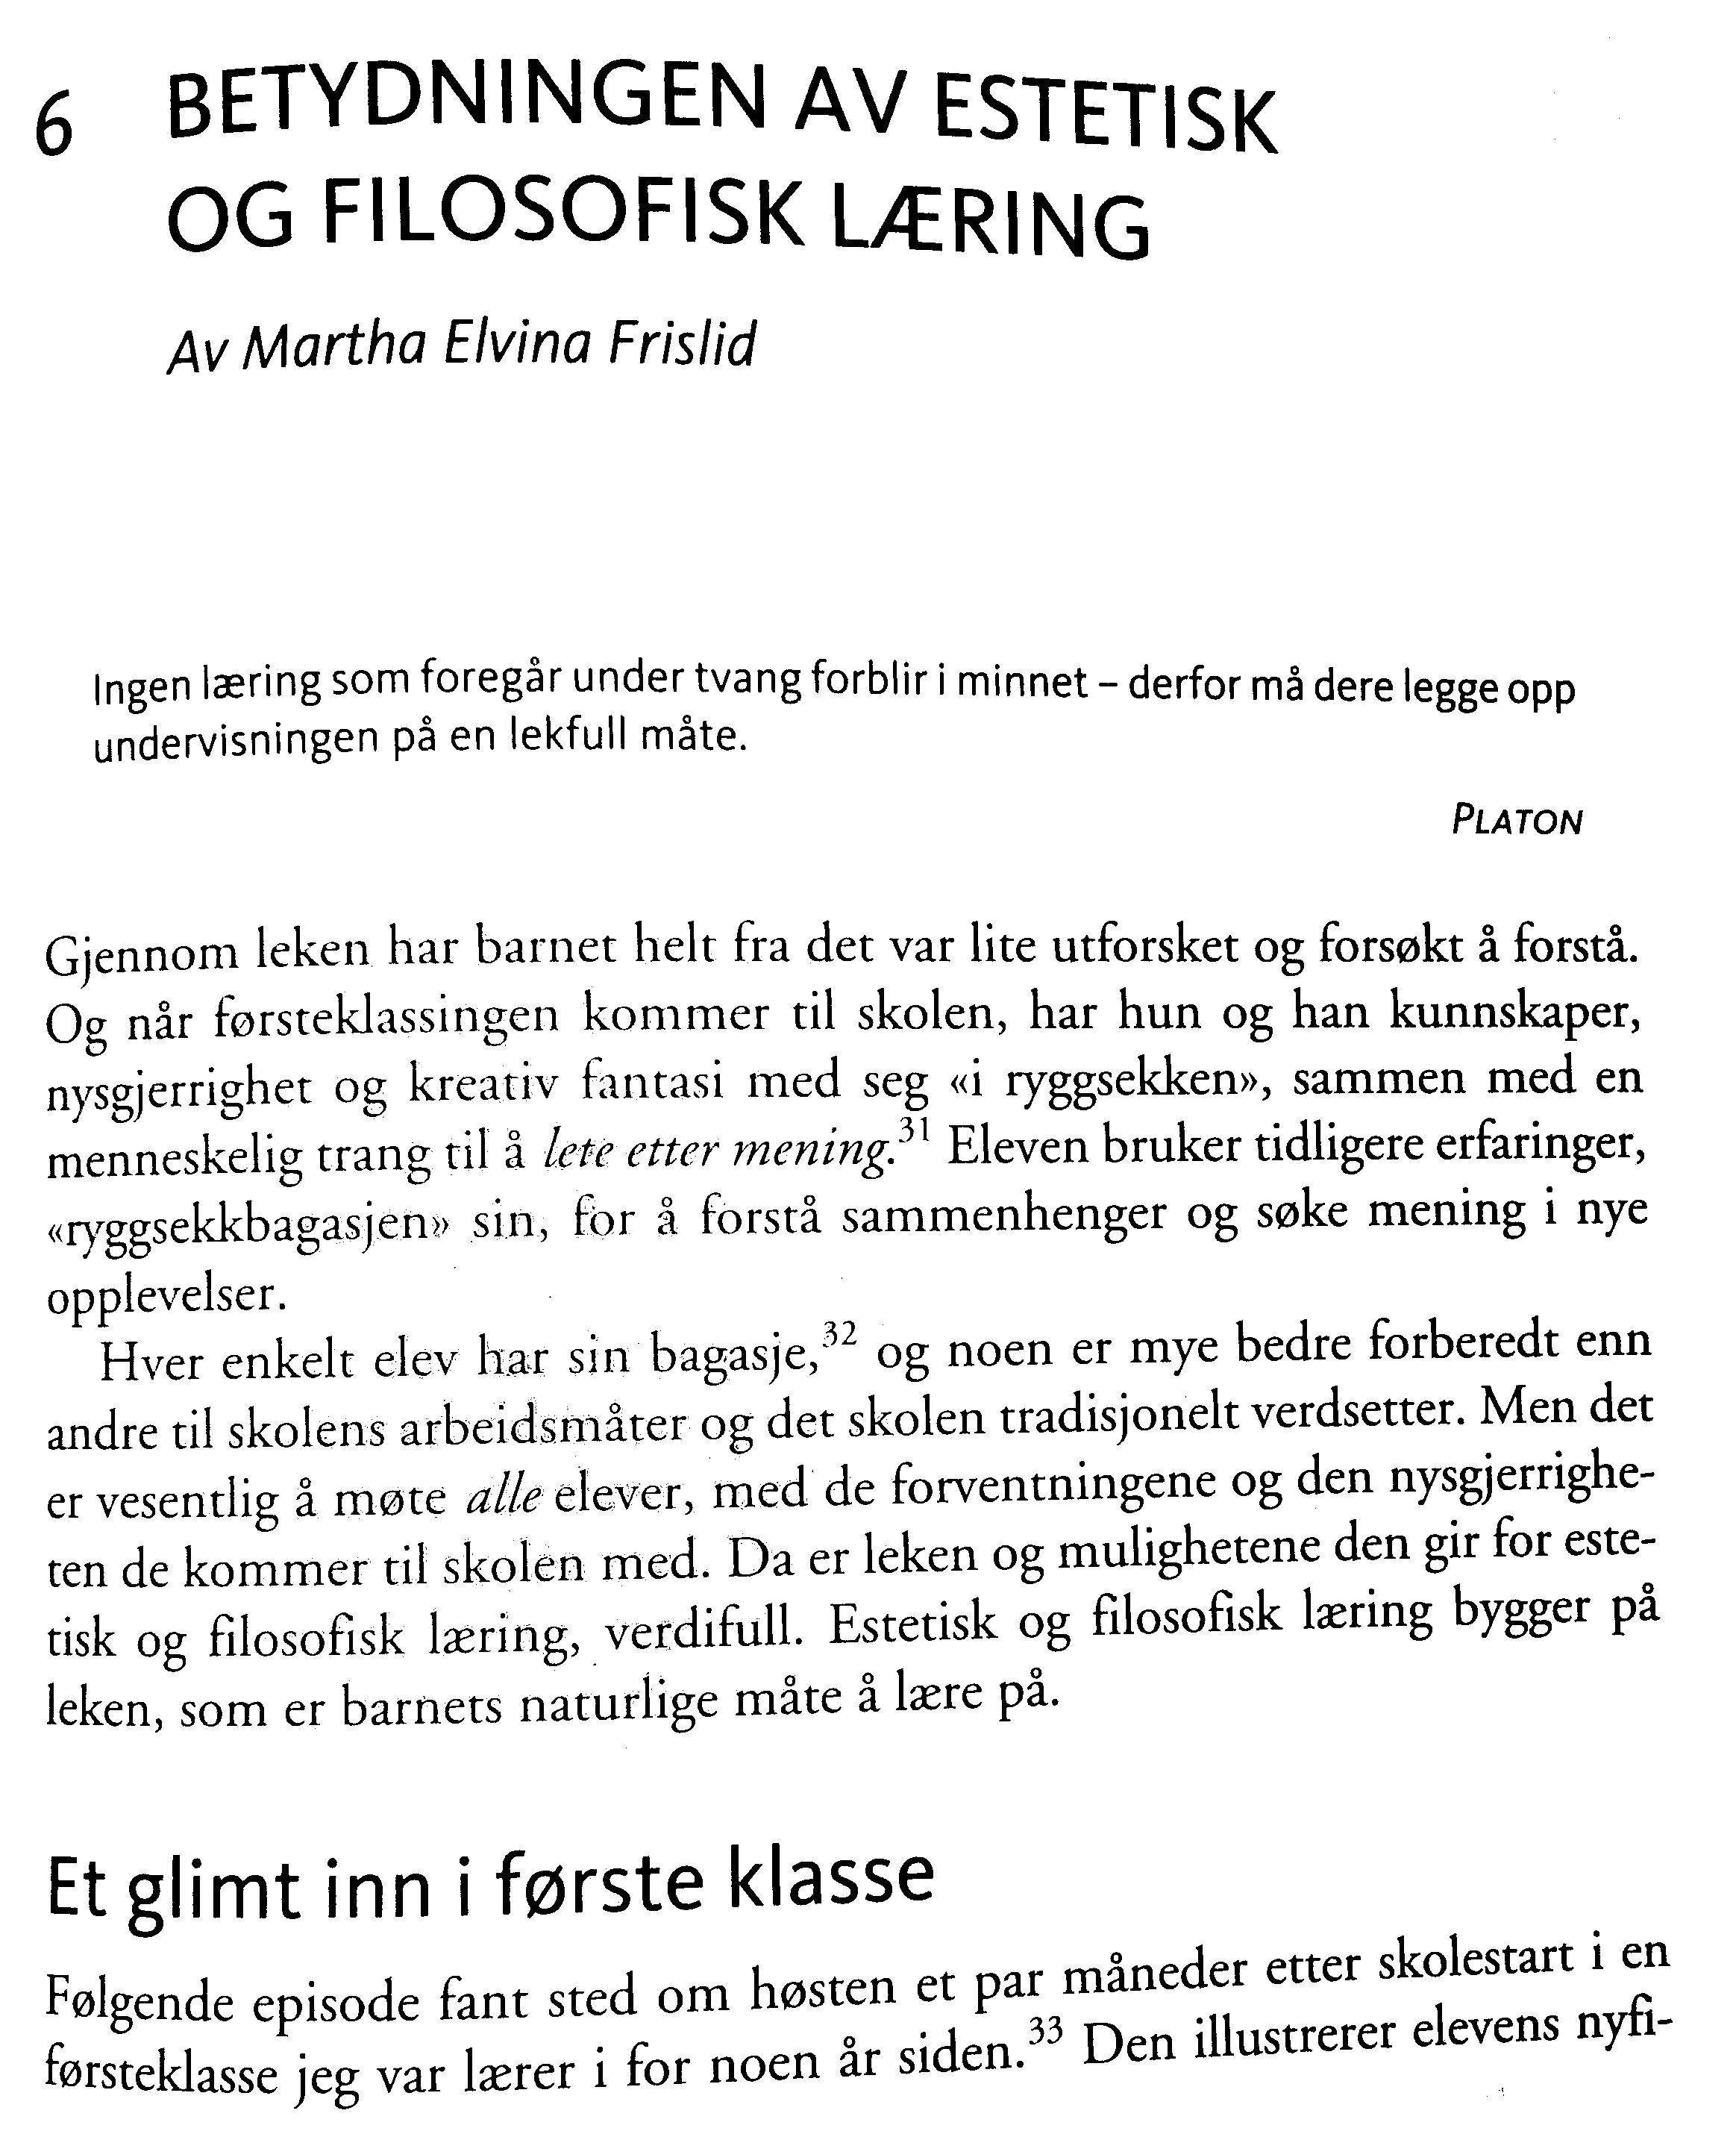 6 BETYDNINGEN AV ESTETISK
OG FILOSOFISK LÆRING
Av Martha Elvina Frislid
Ingen læring som foregår under tvang forblir i minnet – derfor må dere legge opp
undervisningen på en lekfull måte.
PLATON
Gjennom leken har barnet helt fra det var lite utforsket og forsøkt å forstå.
Og når førsteklassingen kommer til skolen, har hun og han kunnskaper,
nysgjerrighet og kreativ fantasi med seg «i ryggsekken», sammen med en
menneskelig trang til å lete etter mening.31 Eleven bruker tidligere erfaringer,
«ryggsekkbagasjen» sin, for å forstå sammenhenger og søke mening i nye
opplevelser.
Hver enkelt elev har sin bagasje,32 og noen er mye bedre forberedt enn
andre til skolens arbeidsmåter og det skolen tradisjonelt verdsetter. Men det
er vesentlig å møte alle elever, med de forventningene og den nysgjerrighe-
ten de kommer til skolen med. Da er leken og mulighetene den gir for este-
tisk og filosofisk læring, verdifull. Estetisk og filosofisk læring bygger på
leken, som er barnets naturlige måte å lære på.
Et glimt inn i første klasse
Følgende episode fant sted om høsten et par måneder etter skolestart i en
førsteklasse jeg var lærer i for noen år siden.33 Den illustrerer elevens nyfi-